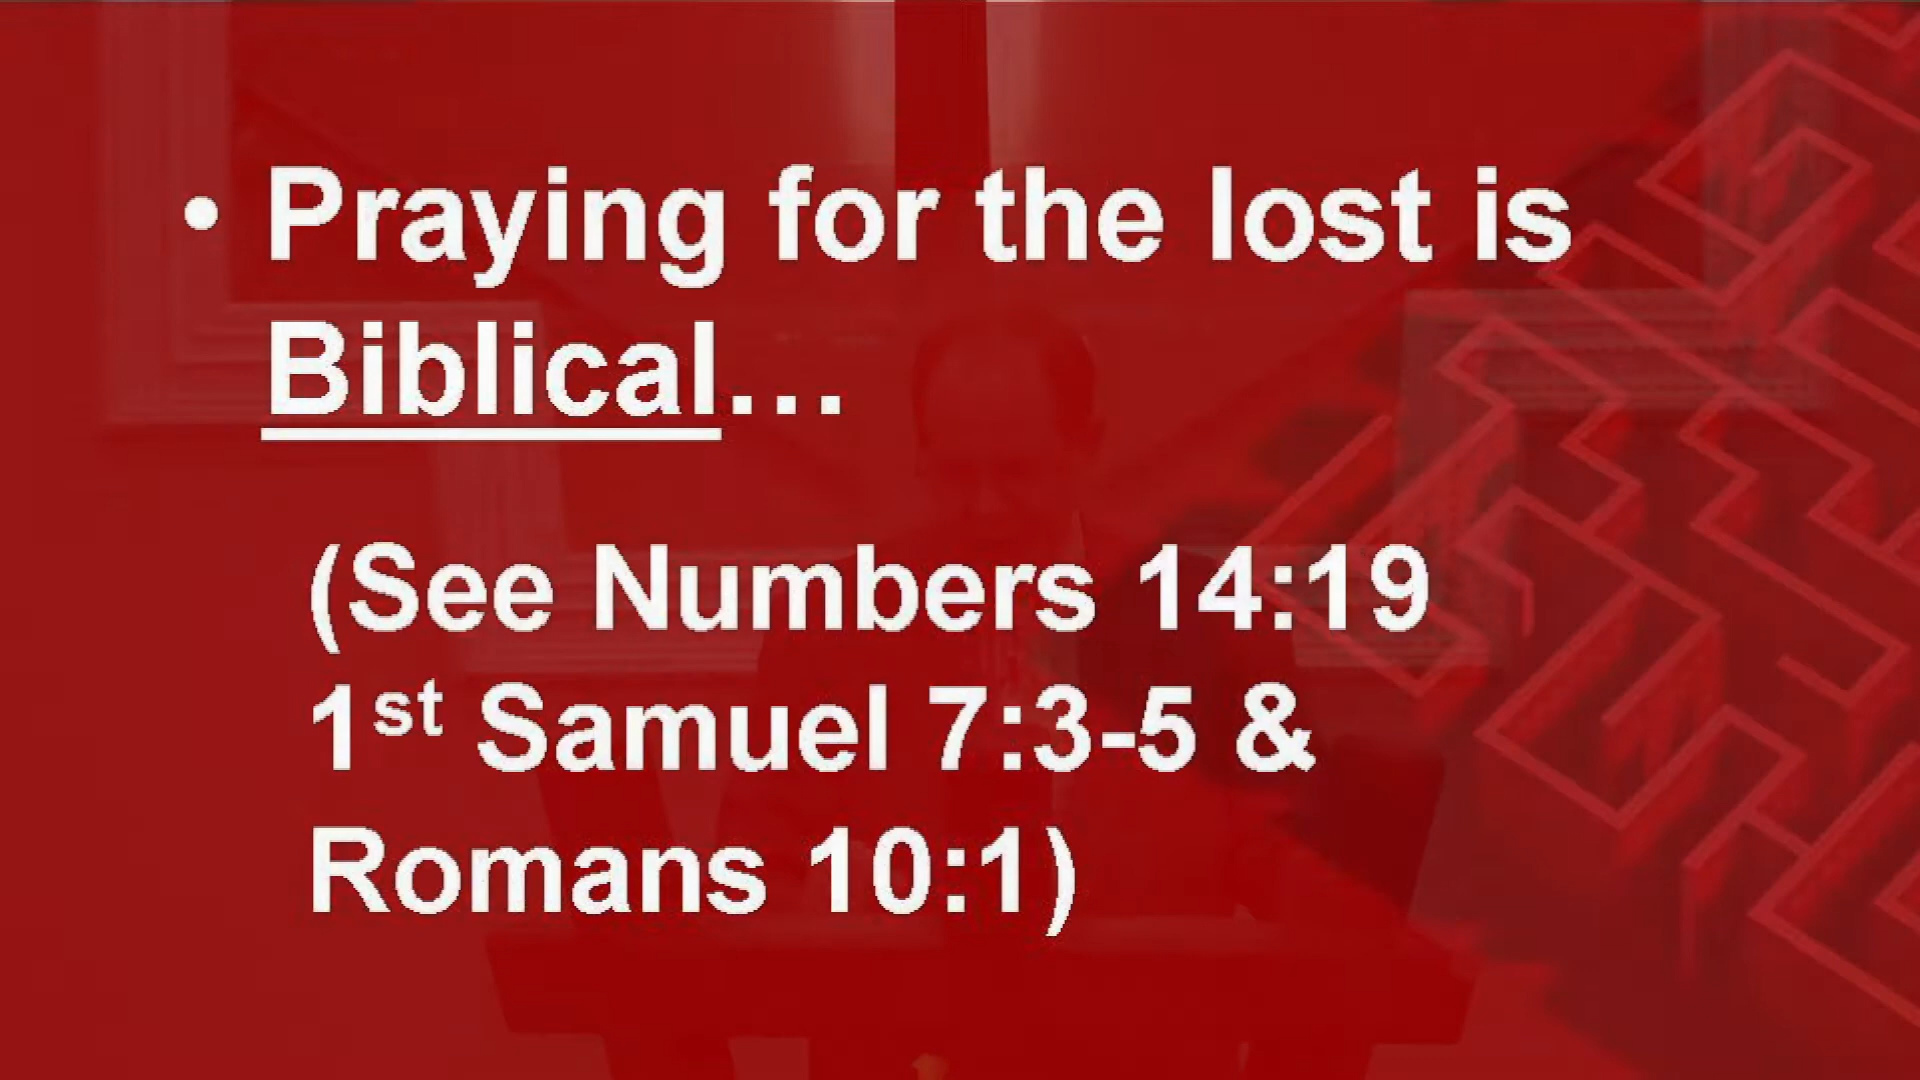 • Praying for the lost is
Biblical...
(See Numbers 14:19
1st Samuel 7:3-5 &
Romans 10:1)